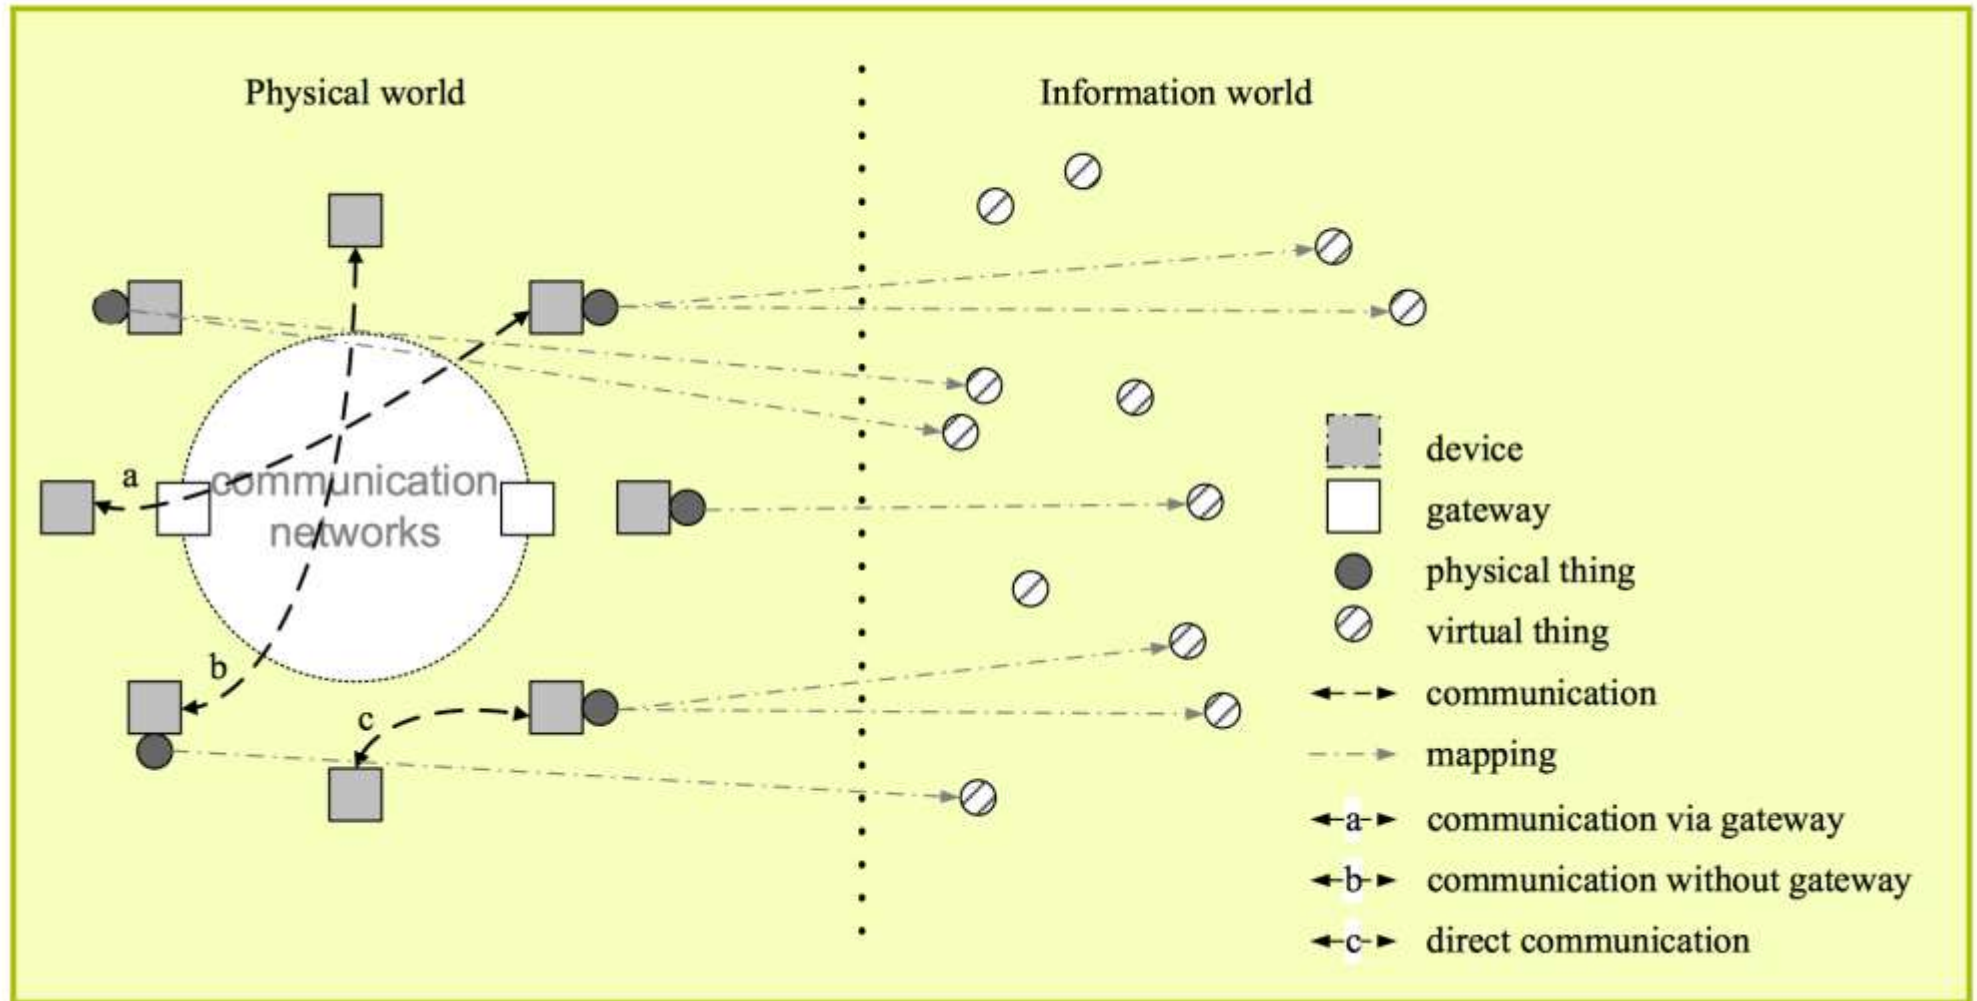 Physical world
Information world
a
communication
networks
b
c
device
gateway
physical thing
virtual thing
communication
mapping
a communication via gateway
b communication without gateway
c direct communication